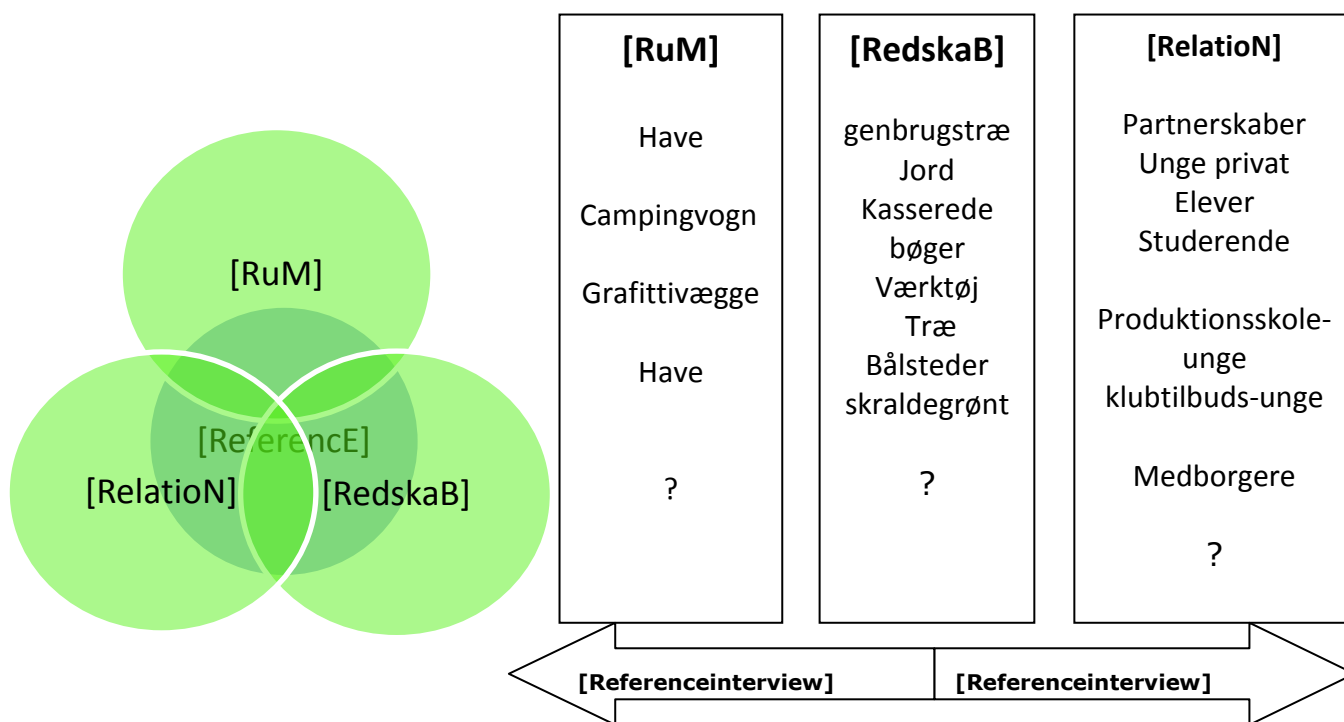 [RuM]
[ReferencE]
[RelatioN]
[RedskaB]
[RuM]
Have
Campingvogn
Grafittivægge
Have
?
[RedskaB]
genbrugstræ
Jord
Kasserede
bøger
Værktøj
Træ
Bålsteder
skraldegrønt
?
[RelatioN]
Partnerskaber
Unge privat
Elever
Studerende
Produktionsskole-
unge
klubtilbuds-unge
Medborgere
?
[Referenceinterview]
[Referenceinterview]